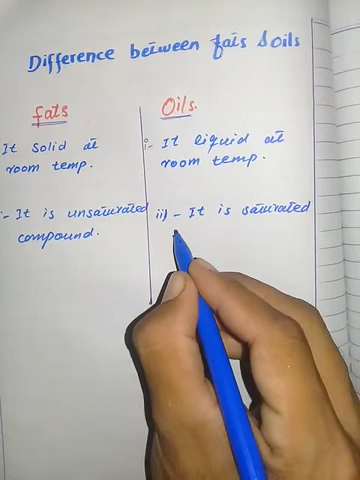 Difference between fats & oils
fats
Oils.
It Solid at
room temp.
i- It liquid at
room temp.
- It is unsaturated
compound.
ii) - It is saturated